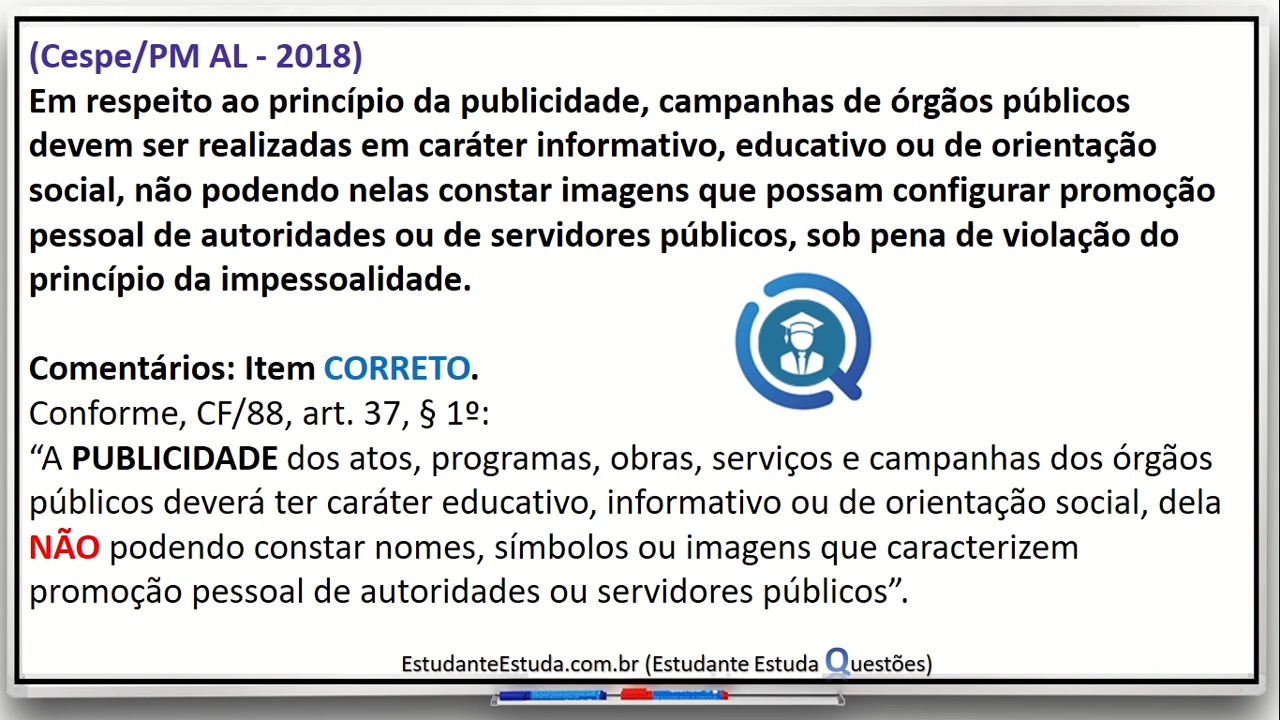 (Cespe/PM AL - 2018)
Em respeito ao princípio da publicidade, campanhas de órgãos públicos
devem ser realizadas em caráter informativo, educativo ou de orientação
social, não podendo nelas constar imagens que possam configurar promoção
pessoal de autoridades ou de servidores públicos, sob pena de violação do
princípio da impessoalidade.
Comentários: Item CORRETO.
Conforme, CF/88, art. 37, § 1º:
“A PUBLICIDADE dos atos, programas, obras, serviços e campanhas dos órgãos
públicos deverá ter caráter educativo, informativo ou de orientação social, dela
NÃO podendo constar nomes, símbolos ou imagens que caracterizem
promoção pessoal de autoridades ou servidores públicos”.
EstudanteEstuda.com.br (Estudante Estuda Questões)